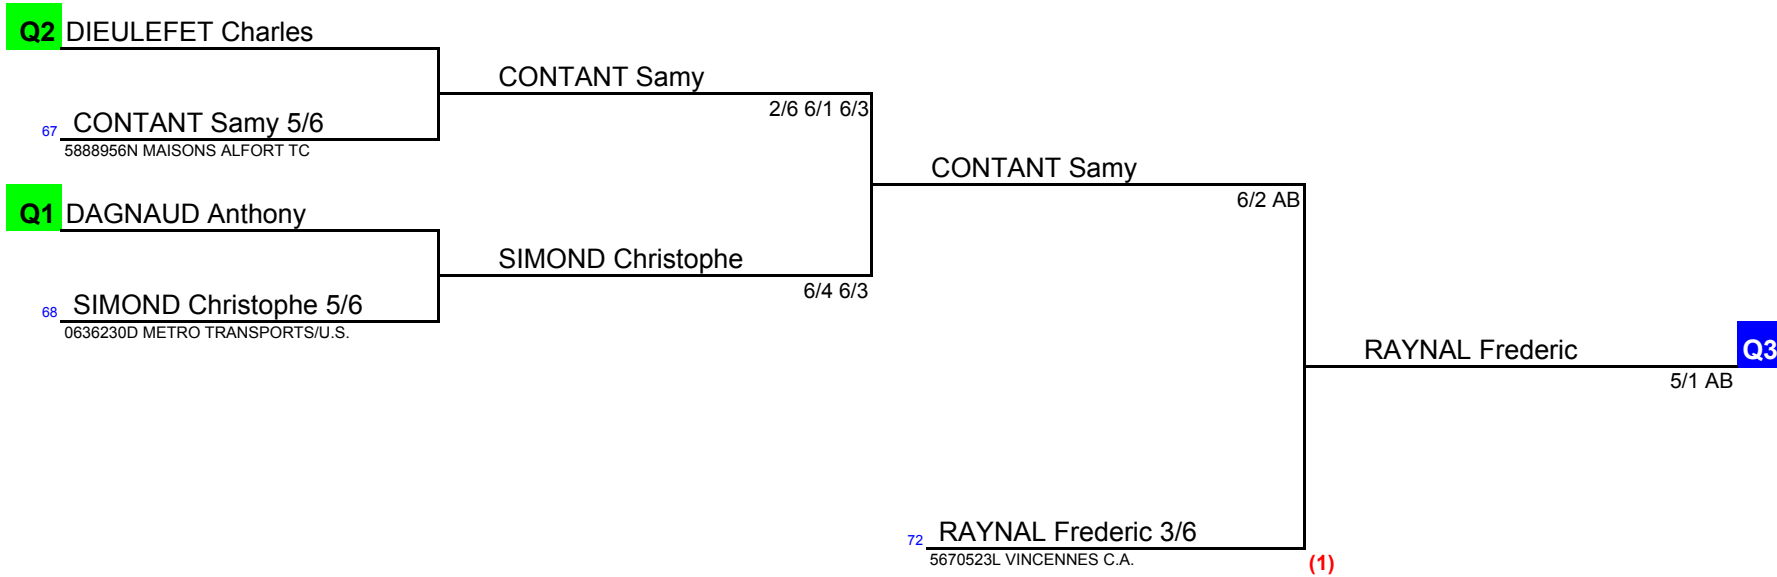 Q2 DIEULEFET Charles
CONTANT Samy
2/6 6/1 6/3
67 CONTANT Samy 5/6
5888956N MAISONS ALFORT TC
CONTANT Samy
6/2 AB
Q1 DAGNAUD Anthony
SIMOND Christophe
6/4 6/3
68 SIMOND Christophe 5/6
0636230D METRO TRANSPORTS/U.S.
RAYNAL Frederic Q3
5/1 AB
72 RAYNAL Frederic 3/6
5670523L VINCENNES C.A.
(1)